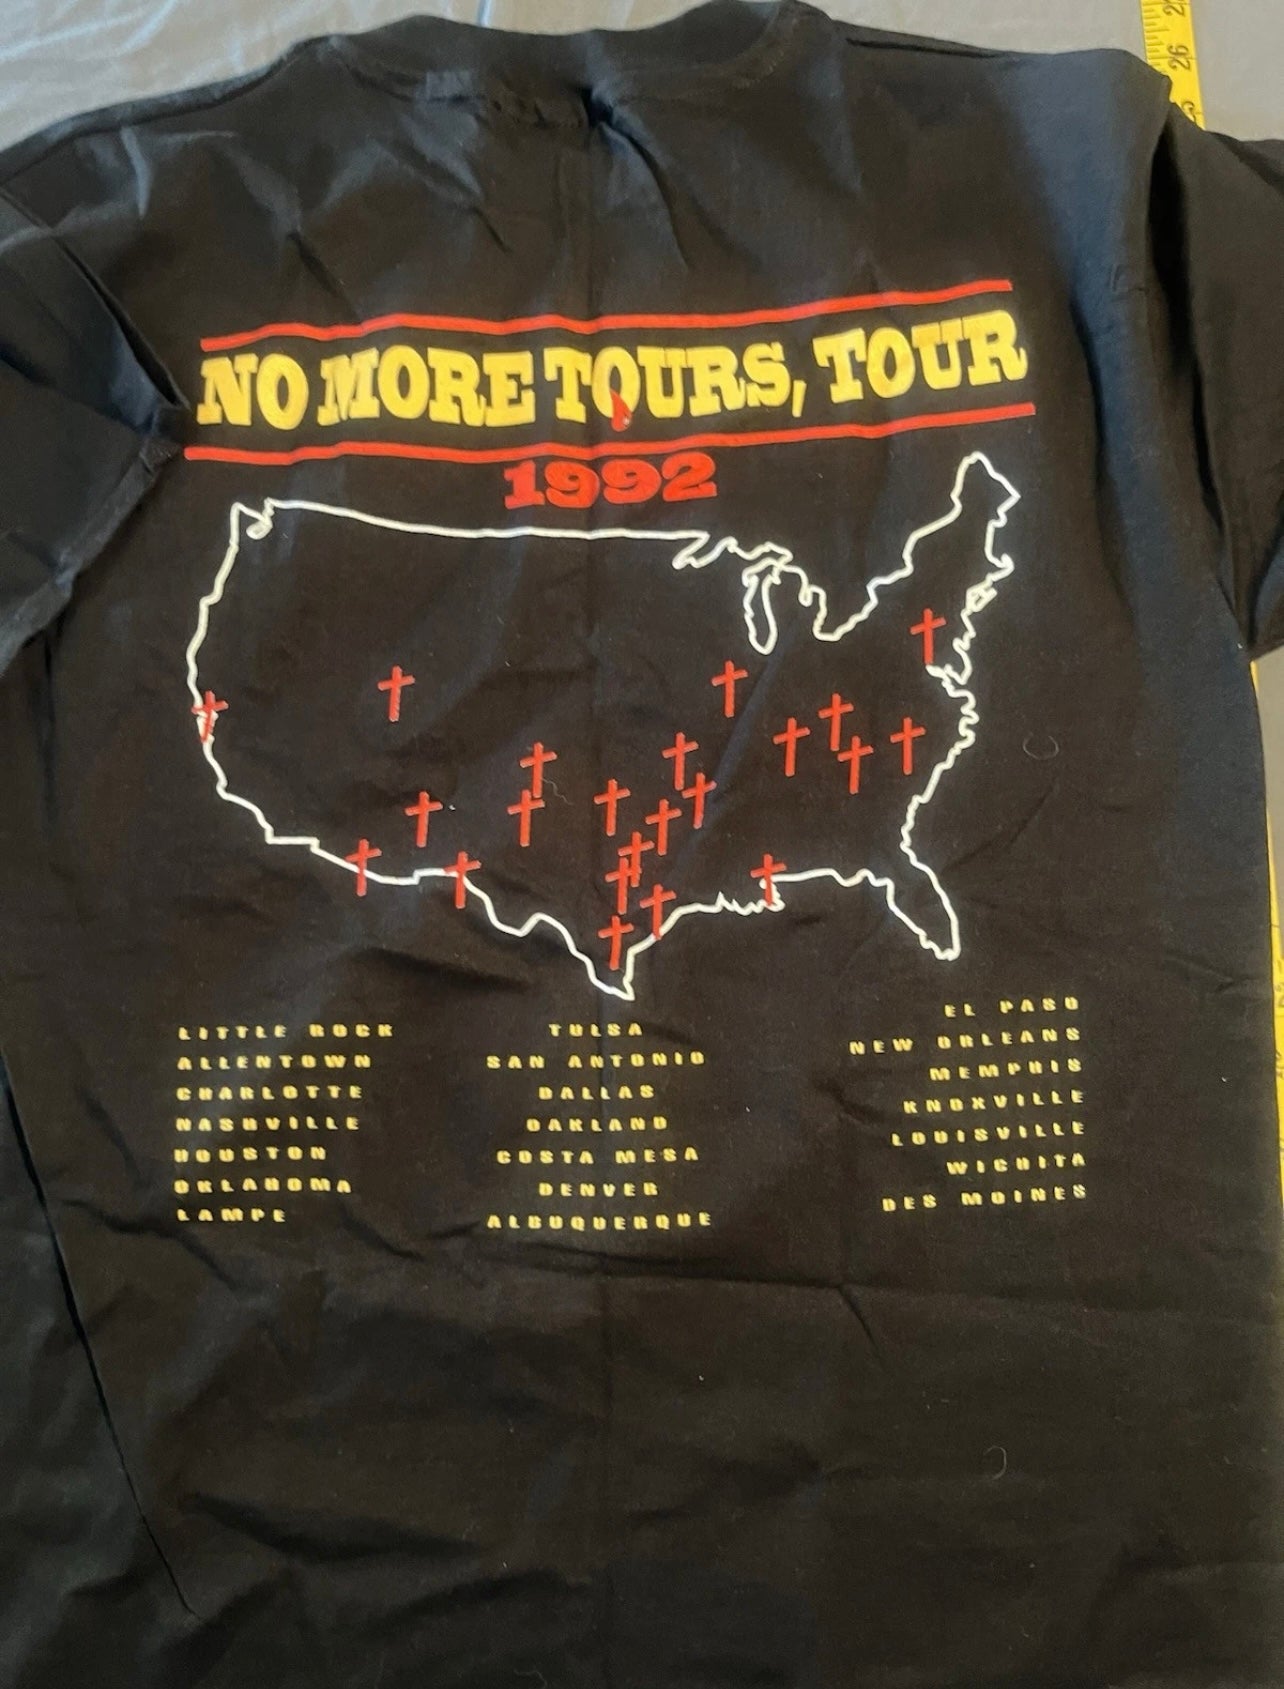 NO MORE TOURS, TOUR
1992
LITTLE ROCK
ALLENTOWN
CHARLOTTE
NASHVILLE
HOUSTON
OKLAHOMA
LAMPE
TULSA
SAN ANTONIO
DALLAS
OAKLAND
COSTA MESA
DENVER
ALBUQUERQUE
EL PASO
NEW ORLEANS
MEMPHIS
KNOXVILLE
LOUISVILLE
WICHITA
DES MOINES
26